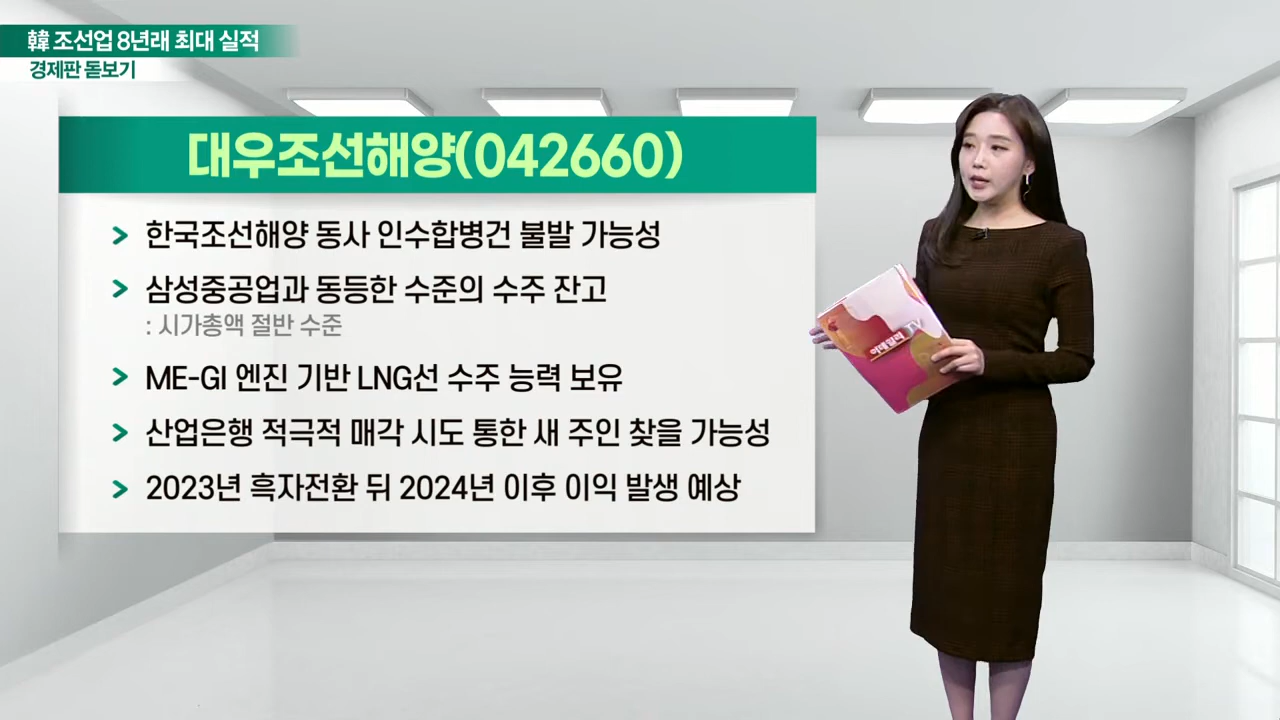 韓 조선업 8년래 최대 실적
경제판 돋보기
대우조선해양(042660)
한국조선해양 동사 인수합병건 불발 가능성
삼성중공업과 동등한 수준의 수주 잔고
: 시가총액 절반 수준
ME-GI 엔진 기반 LNG선 수주 능력 보유
산업은행 적극적 매각 시도 통한 새 주인 찾을 가능성
2023년 흑자전환 뒤 2024년 이후 이익 발생 예상
이데일리 TV